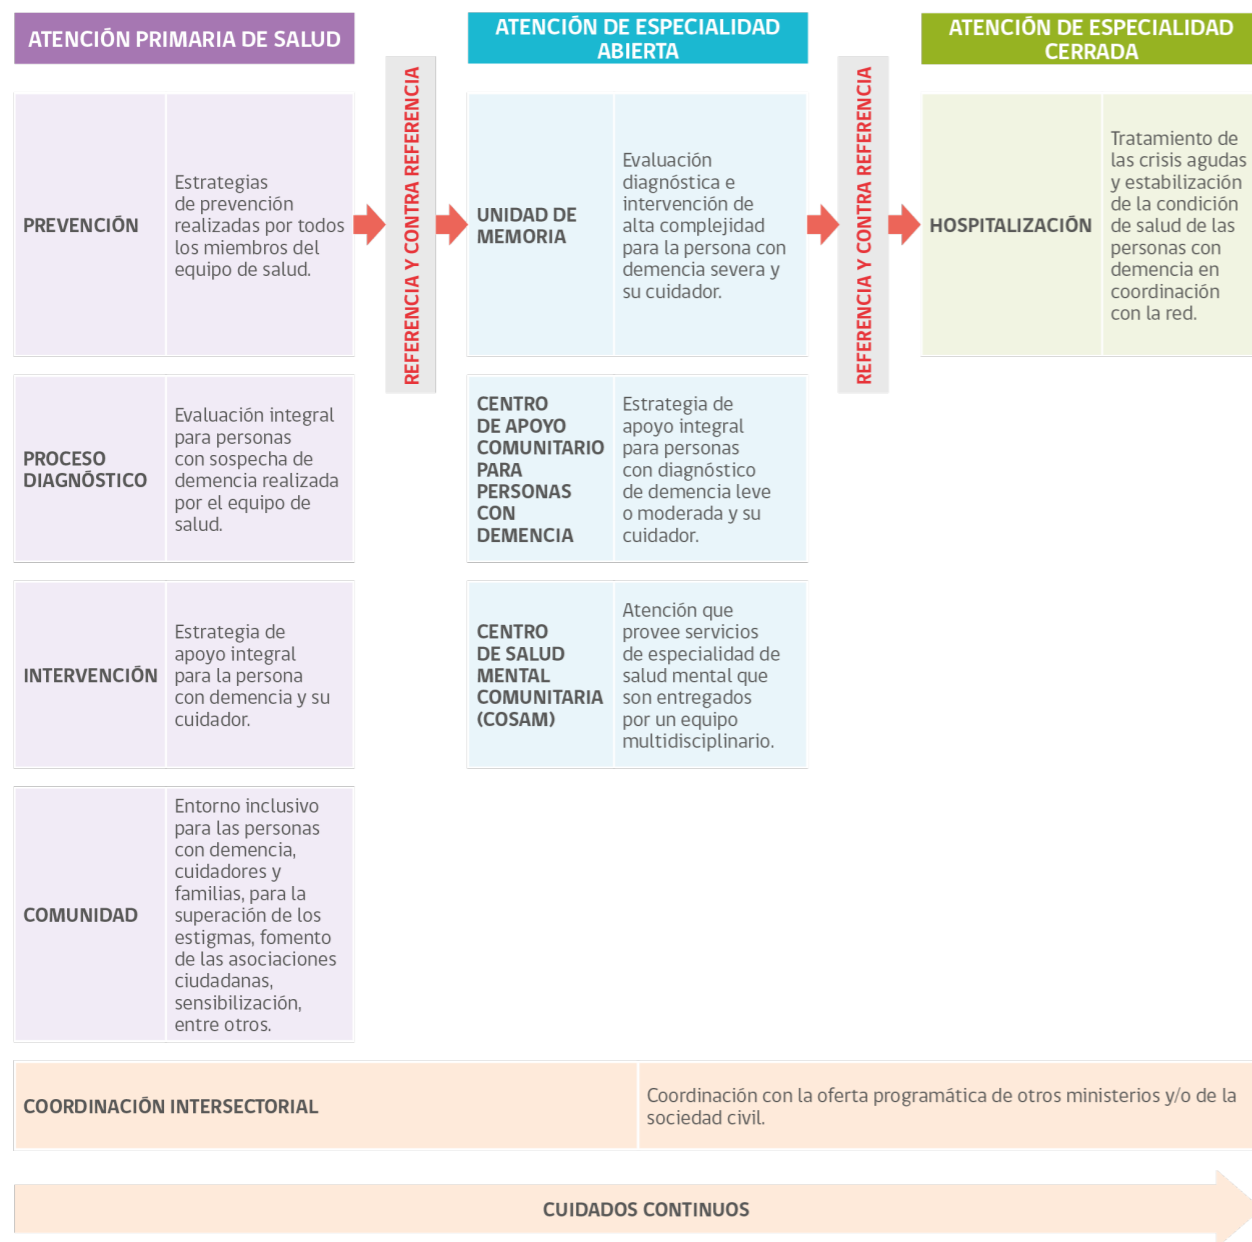 ATENCIÓN PRIMARIA DE SALUD
ATENCIÓN DE ESPECIALIDAD
ABIERTA
ATENCIÓN DE ESPECIALIDAD
CERRADA
PREVENCIÓN
Estrategias
de prevención
realizadas por todos
los miembros del
equipo de salud.
REFERENCIA Y CONTRA REFERENCIA
UNIDAD DE
MEMORIA
Evaluación
diagnóstica e
intervención de
alta complejidad
para la persona con
demencia severa y
su cuidador.
REFERENCIA Y CONTRA REFERENCIA
HOSPITALIZACIÓN
Tratamiento de
las crisis agudas
y estabilización
de la condición
de salud de las
personas con
demencia en
coordinación
con la red.
PROCESO
DIAGNÓSTICO
Evaluación integral
para personas
con sospecha de
demencia realizada
por el equipo de
salud.
CENTRO
DE APOYO
COMUNITARIO
PARA
PERSONAS
CON
DEMENCIA
Estrategia de
apoyo integral
para personas
con diagnóstico
de demencia leve
o moderada y su
cuidador.
INTERVENCIÓN
Estrategia de
apoyo integral
para la persona
con demencia y su
cuidador.
CENTRO
DE SALUD
MENTAL
COMUNITARIA
(COSAM)
Atención que
provee servicios
de especialidad de
salud mental que
son entregados
por un equipo
multidisciplinario.
COMUNIDAD
Entorno inclusivo
para las personas
con demencia,
cuidadores y
familias, para la
superación de los
estigmas, fomento
de las asociaciones
ciudadanas,
sensibilización,
entre otros.
COORDINACIÓN INTERSECTORIAL
Coordinación con la oferta programática de otros ministerios y/o de la
sociedad civil.
CUIDADOS CONTINUOS